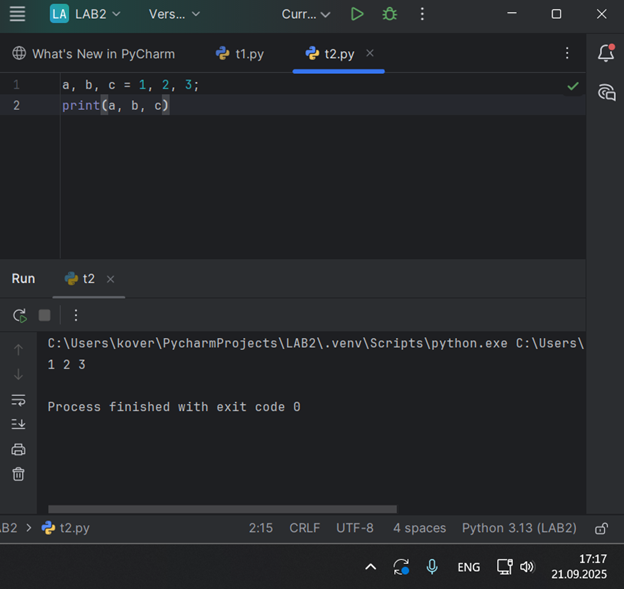 LA LAB2 Vers... Curr...
What's New in PyCharm t1.py t2.py
1 a, b, c = 1, 2, 3;
2 print(a, b, c)
Run t2
C:\Users\kover\PycharmProjects\LAB2\.venv\Scripts\python.exe C:\Users\
1 2 3
Process finished with exit code 0
B2 > t2.py 2:15 CRLF UTF-8 4 spaces Python 3.13 (LAB2)
ENG 17:17
21.09.2025